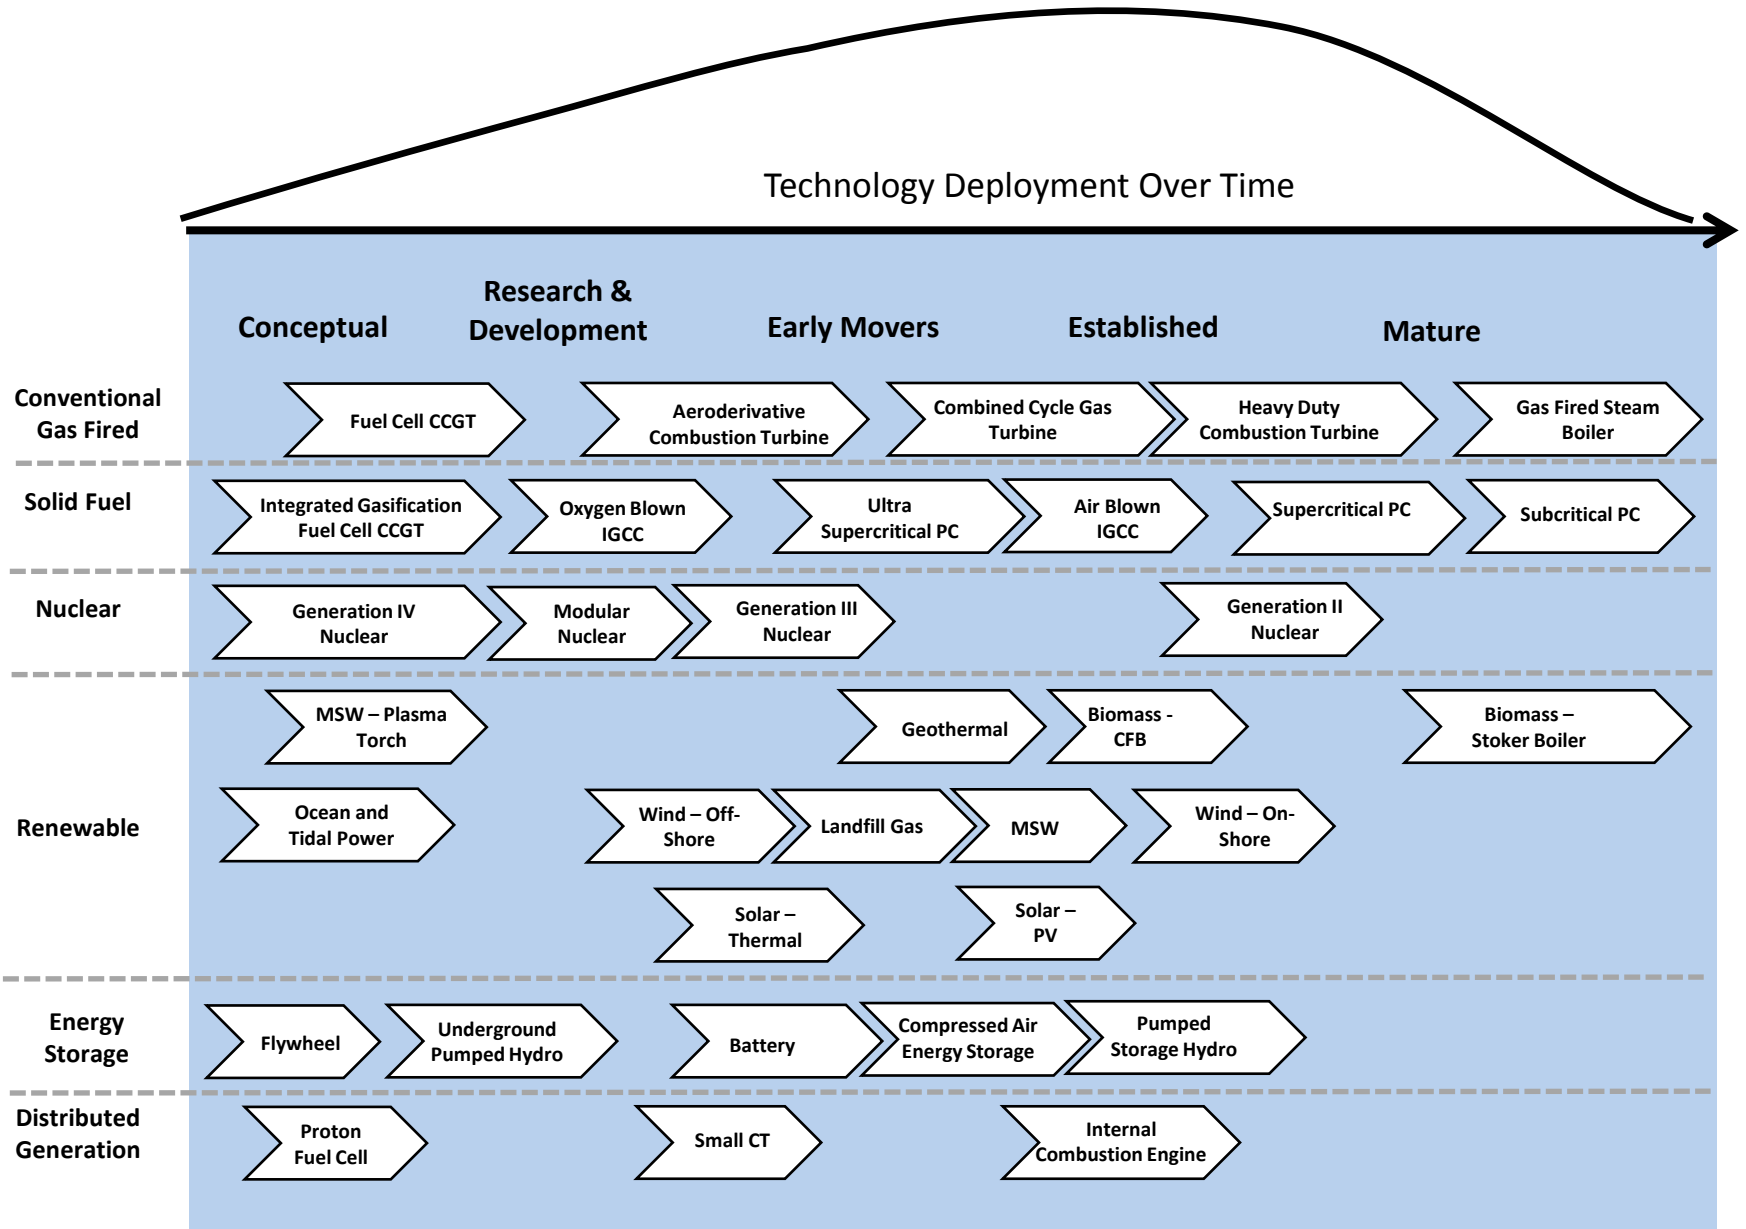 Technology Deployment Over Time
Conceptual
Research &
Development
Early Movers
Established
Mature
Conventional
Gas Fired
Fuel Cell CCGT
Aeroderivative
Combustion Turbine
Combined Cycle Gas
Turbine
Heavy Duty
Combustion Turbine
Gas Fired Steam
Boiler
Solid Fuel
Integrated Gasification
Fuel Cell CCGT
Oxygen Blown
IGCC
Ultra
Supercritical PC
Air Blown
IGCC
Supercritical PC
Subcritical PC
Nuclear
Generation IV
Nuclear
Modular
Nuclear
Generation III
Nuclear
Generation II
Nuclear
Renewable
MSW – Plasma
Torch
Geothermal
Biomass -
CFB
Biomass –
Stoker Boiler
Ocean and
Tidal Power
Wind – Off-
Shore
Landfill Gas
MSW
Wind – On-
Shore
Solar –
Thermal
Solar –
PV
Energy
Storage
Flywheel
Underground
Pumped Hydro
Battery
Compressed Air
Energy Storage
Pumped
Storage Hydro
Distributed
Generation
Proton
Fuel Cell
Small CT
Internal
Combustion Engine